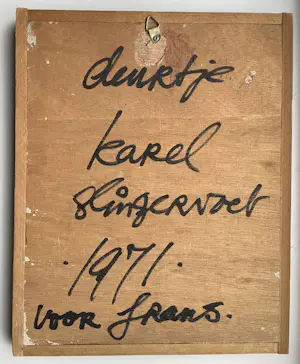 deurtje
karel
slingervoet
·1971·
voor frans.